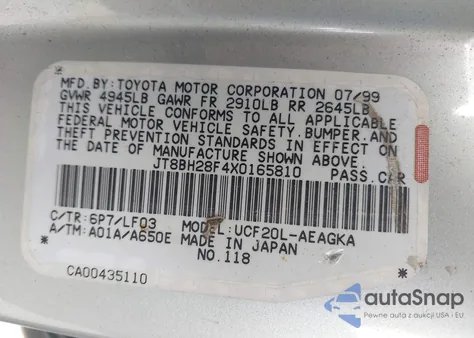 MFD.BY:TOYOTA MOTOR CORPORATION 07/99
GVWR 4945LB GAWR FR 2910LB RR 2645LB
THIS VEHICLE CONFORMS TO ALL APPLICABLE
FEDERAL MOTOR VEHICLE SAFETY,BUMPER,AND
THEFT PREVENTION STANDARDS IN EFFECT ON
THE DATE OF MANUFACTURE SHOWN ABOVE.
JT8BH28F4X0165810 PASS.CAR
C/TR: 6P7/LF03 MODEL: UCF20L-AEAGKA
A/TM: A01A/A650E MADE IN JAPAN
NO.118
CA00435110
autoSnap
Pewne auta z aukcji USA i EU